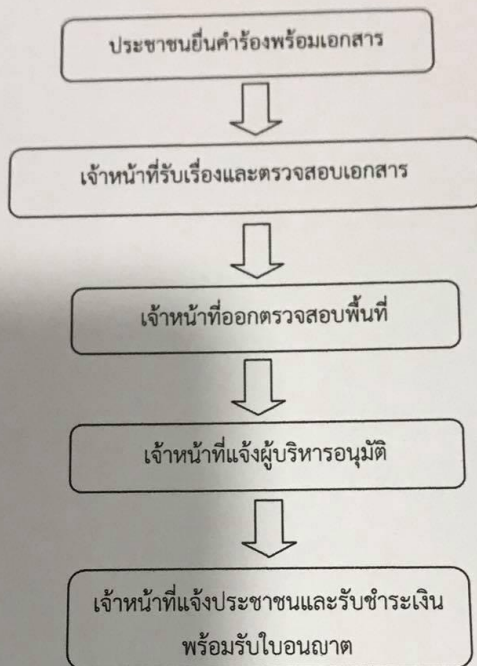 ประชาชนยื่นคำร้องพร้อมเอกสาร
เจ้าหน้าที่รับเรื่องและตรวจสอบเอกสาร
เจ้าหน้าที่ออกตรวจสอบพื้นที่
เจ้าหน้าที่แจ้งผู้บริหารอนุมัติ
เจ้าหน้าที่แจ้งประชาชนและรับชำระเงิน
พร้อมรับใบอนญาต